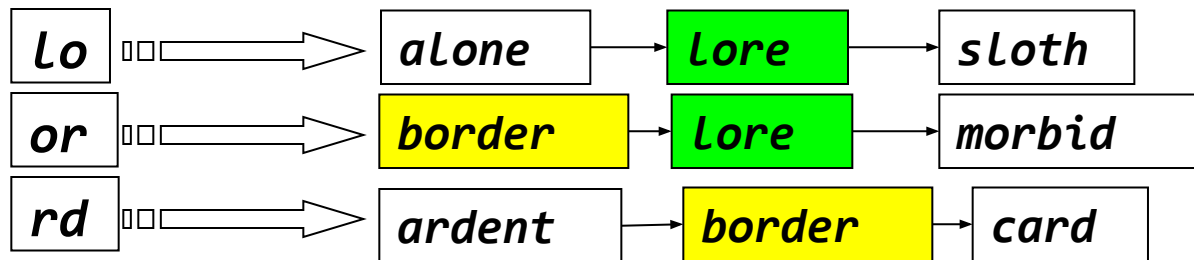 lo alone lore sloth
or border lore morbid
rd ardent border card